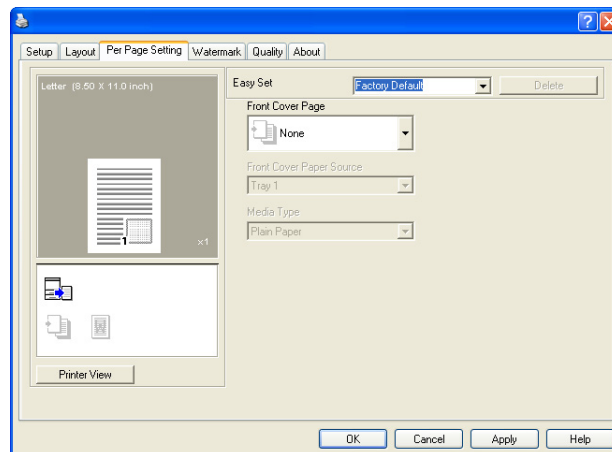 ?
Setup Layout Per Page Setting Watermark Quality About
Letter (8.50 X 11.0 inch)
1
x1
Printer View
Easy Set Factory Default Delete
Front Cover Page
None
Front Cover Paper Source
Tray 1
Media Type
Plain Paper
OK Cancel Apply Help